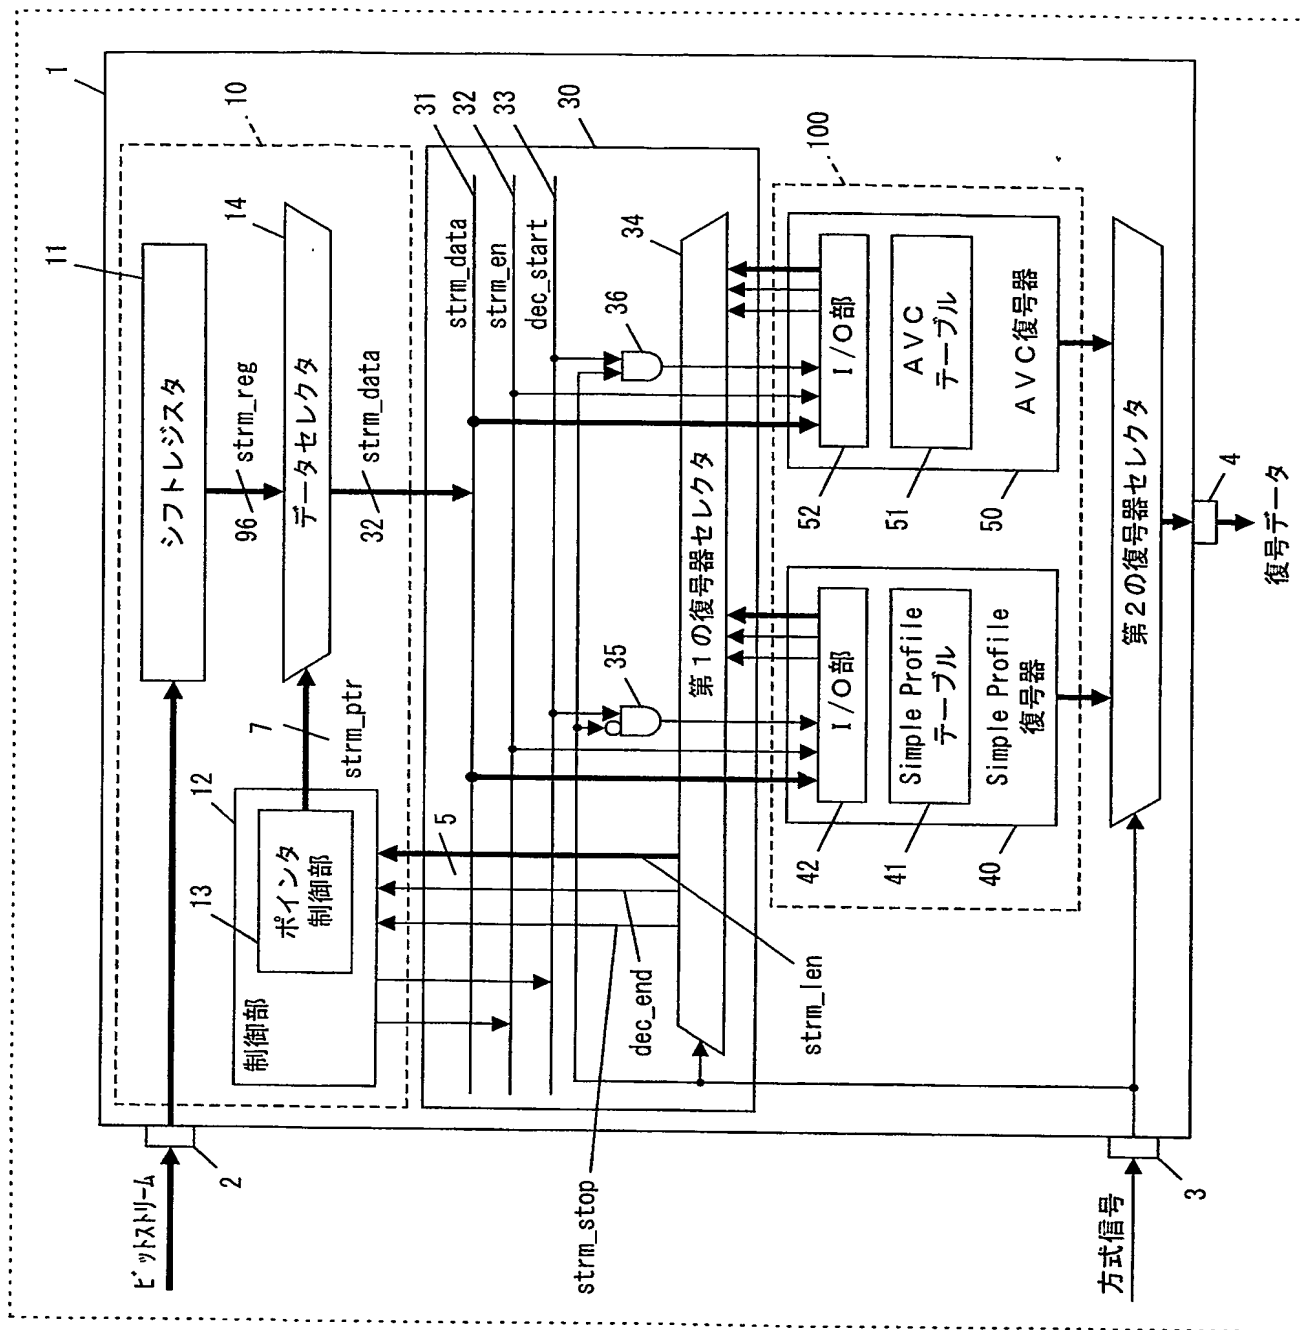 1
10
11
シフトレジスタ
14
96
strm_reg
データセレクタ
32
strm_data
7
strm_ptr
12
13
ポインタ
制御部
制御部
ビットストリーム
2
31
32
33
30
strm_data
strm_en
dec_start
5
36
35
34
第1の復号器セレクタ
strm_stop
dec_end
strm_len
100
I/O部
52
AVC
テーブル
51
AVC復号器
50
I/O部
42
Simple Profile
テーブル
41
Simple Profile
復号器
40
第2の復号器セレクタ
4
復号データ
方式信号
3